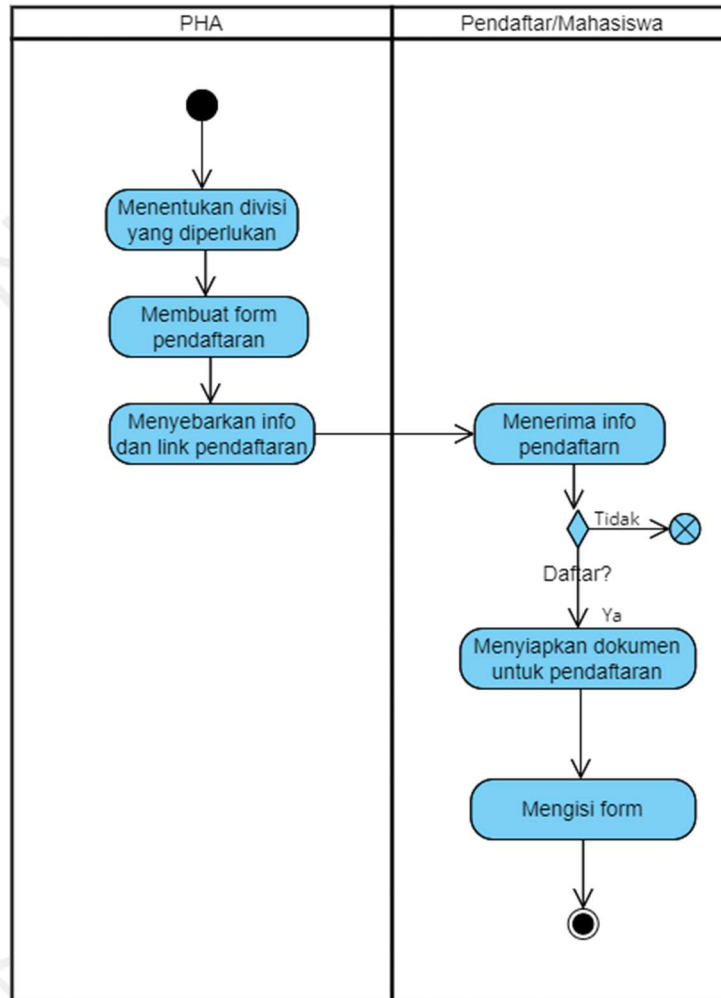 PHA
Pendaftar/Mahasiswa
Menentukan divisi
yang diperlukan
Membuat form
pendaftaran
Menyebarkan info
dan link pendaftaran
Menerima info
pendaftarn
Tidak
Daftar?
Ya
Menyiapkan dokumen
untuk pendaftaran
Mengisi form